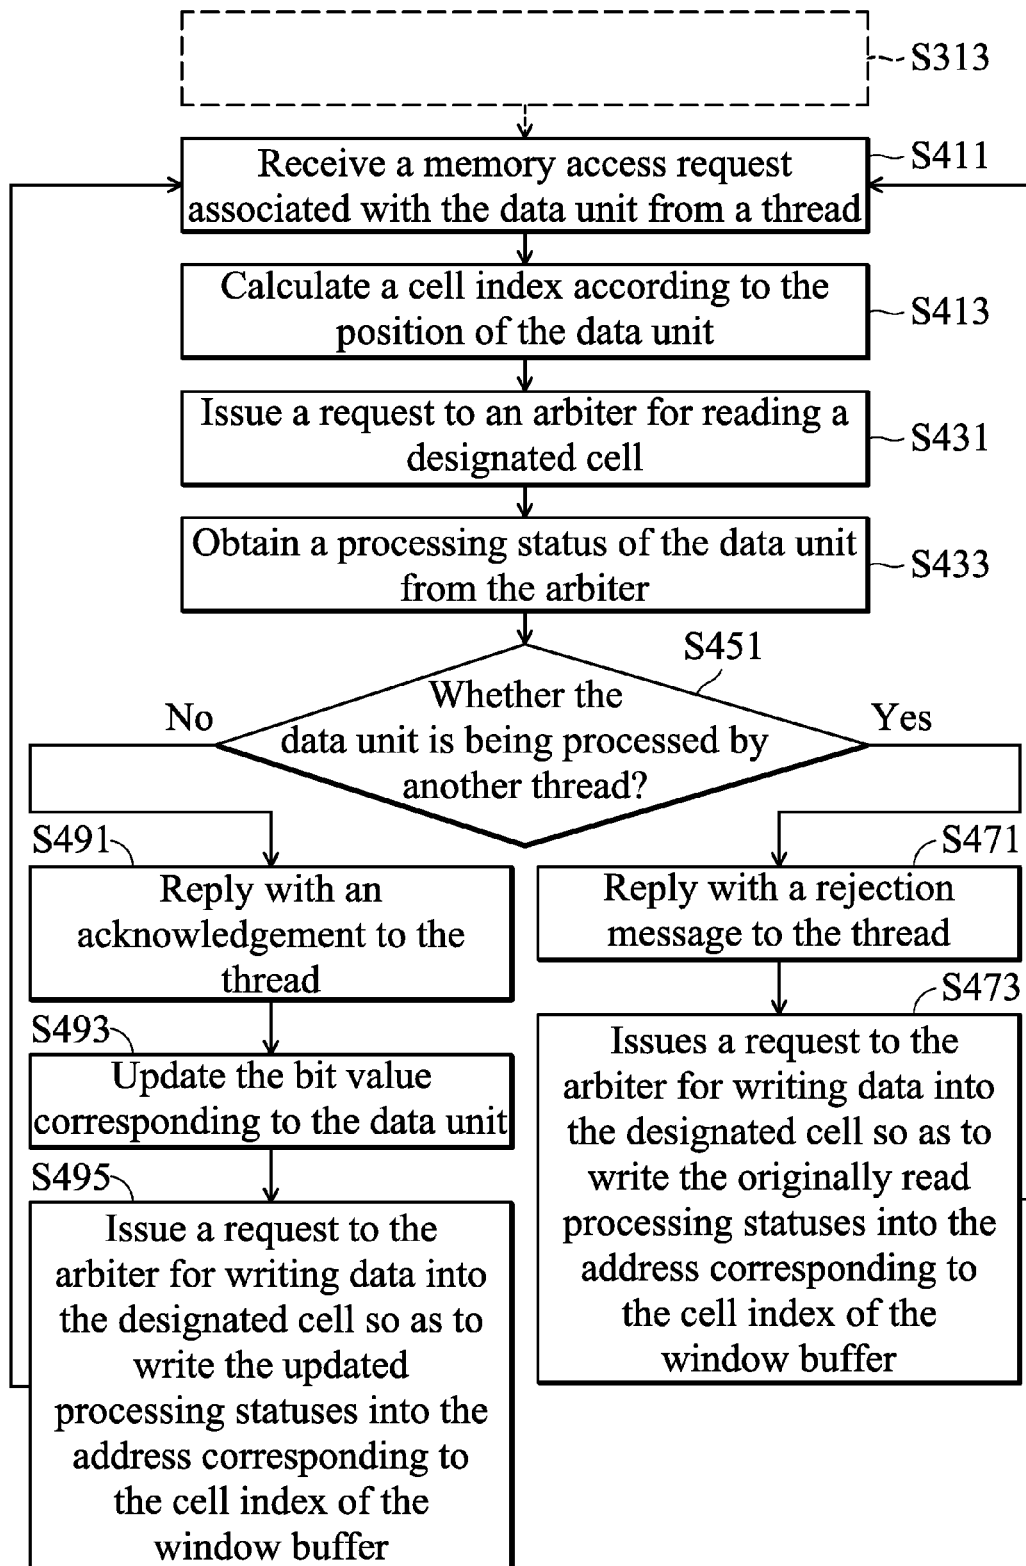 S313
Receive a memory access request
associated with the data unit from a thread
S411
Calculate a cell index according to the
position of the data unit
S413
Issue a request to an arbiter for reading a
designated cell
S431
Obtain a processing status of the data unit
from the arbiter
S433
S451
Whether the
data unit is being processed by
another thread?
No
Yes
S491
Reply with an
acknowledgement to the
thread
S493
Update the bit value
corresponding to the data unit
S495
Issue a request to the
arbiter for writing data into
the designated cell so as to
write the updated
processing statuses into the
address corresponding to
the cell index of the
window buffer
S471
Reply with a rejection
message to the thread
S473
Issues a request to the
arbiter for writing data into
the designated cell so as to
write the originally read
processing statuses into the
address corresponding to
the cell index of the
window buffer